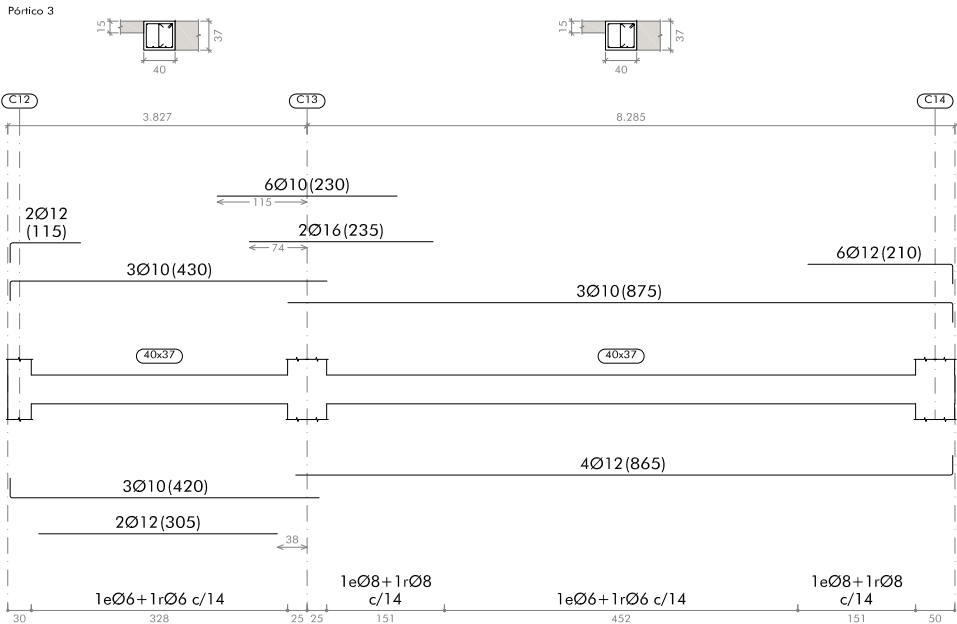 Pórtico 3
15
37
40
15
37
40
C12
C13
C14
3.827
8.285
6Ø10(230)
115
2Ø12
(115)
2Ø16(235)
74
6Ø12(210)
3Ø10(430)
3Ø10(875)
40x37
40x37
4Ø12(865)
3Ø10(420)
2Ø12(305)
38
1eØ6+1rØ6 c/14
1eØ8+1rØ8
c/14
1eØ6+1rØ6 c/14
1eØ8+1rØ8
c/14
30
328
25
25
151
452
151
50